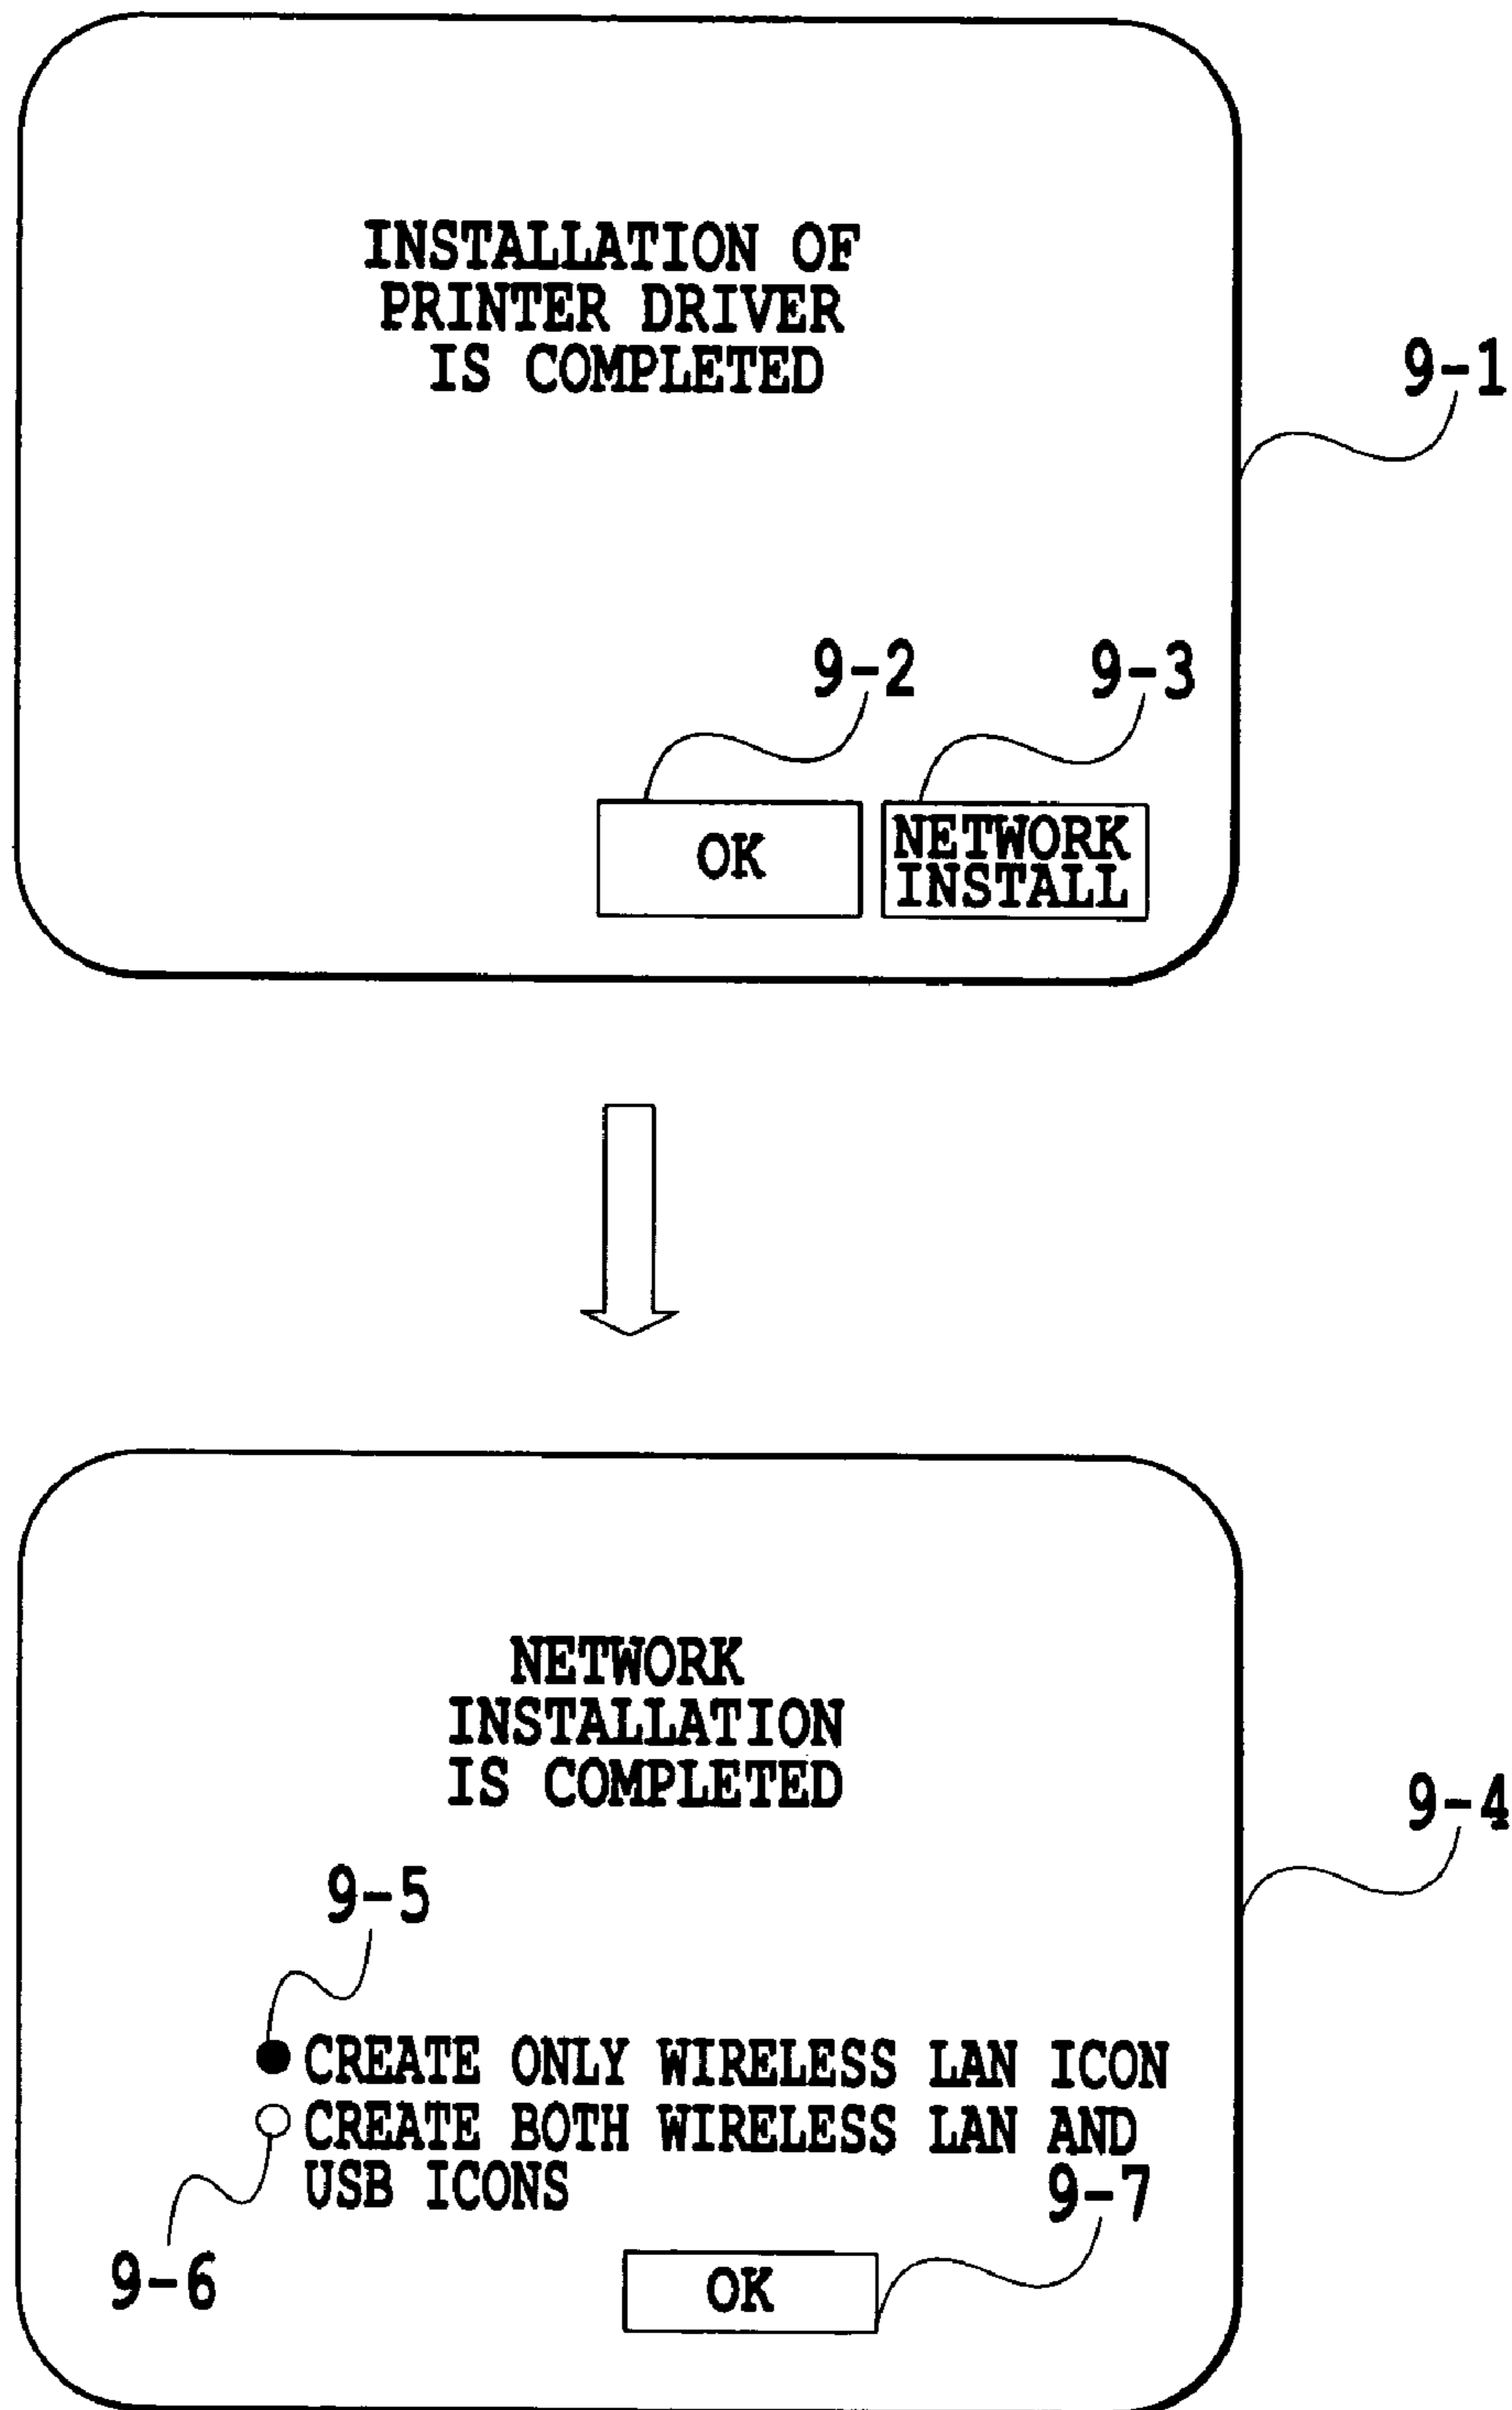 INSTALLATION OF
PRINTER DRIVER
IS COMPLETED
9-1
9-2
9-3
OK
NETWORK
INSTALL
NETWORK
INSTALLATION
IS COMPLETED
9-4
9-5
CREATE ONLY WIRELESS LAN ICON
CREATE BOTH WIRELESS LAN AND
USB ICONS
9-7
9-6
OK